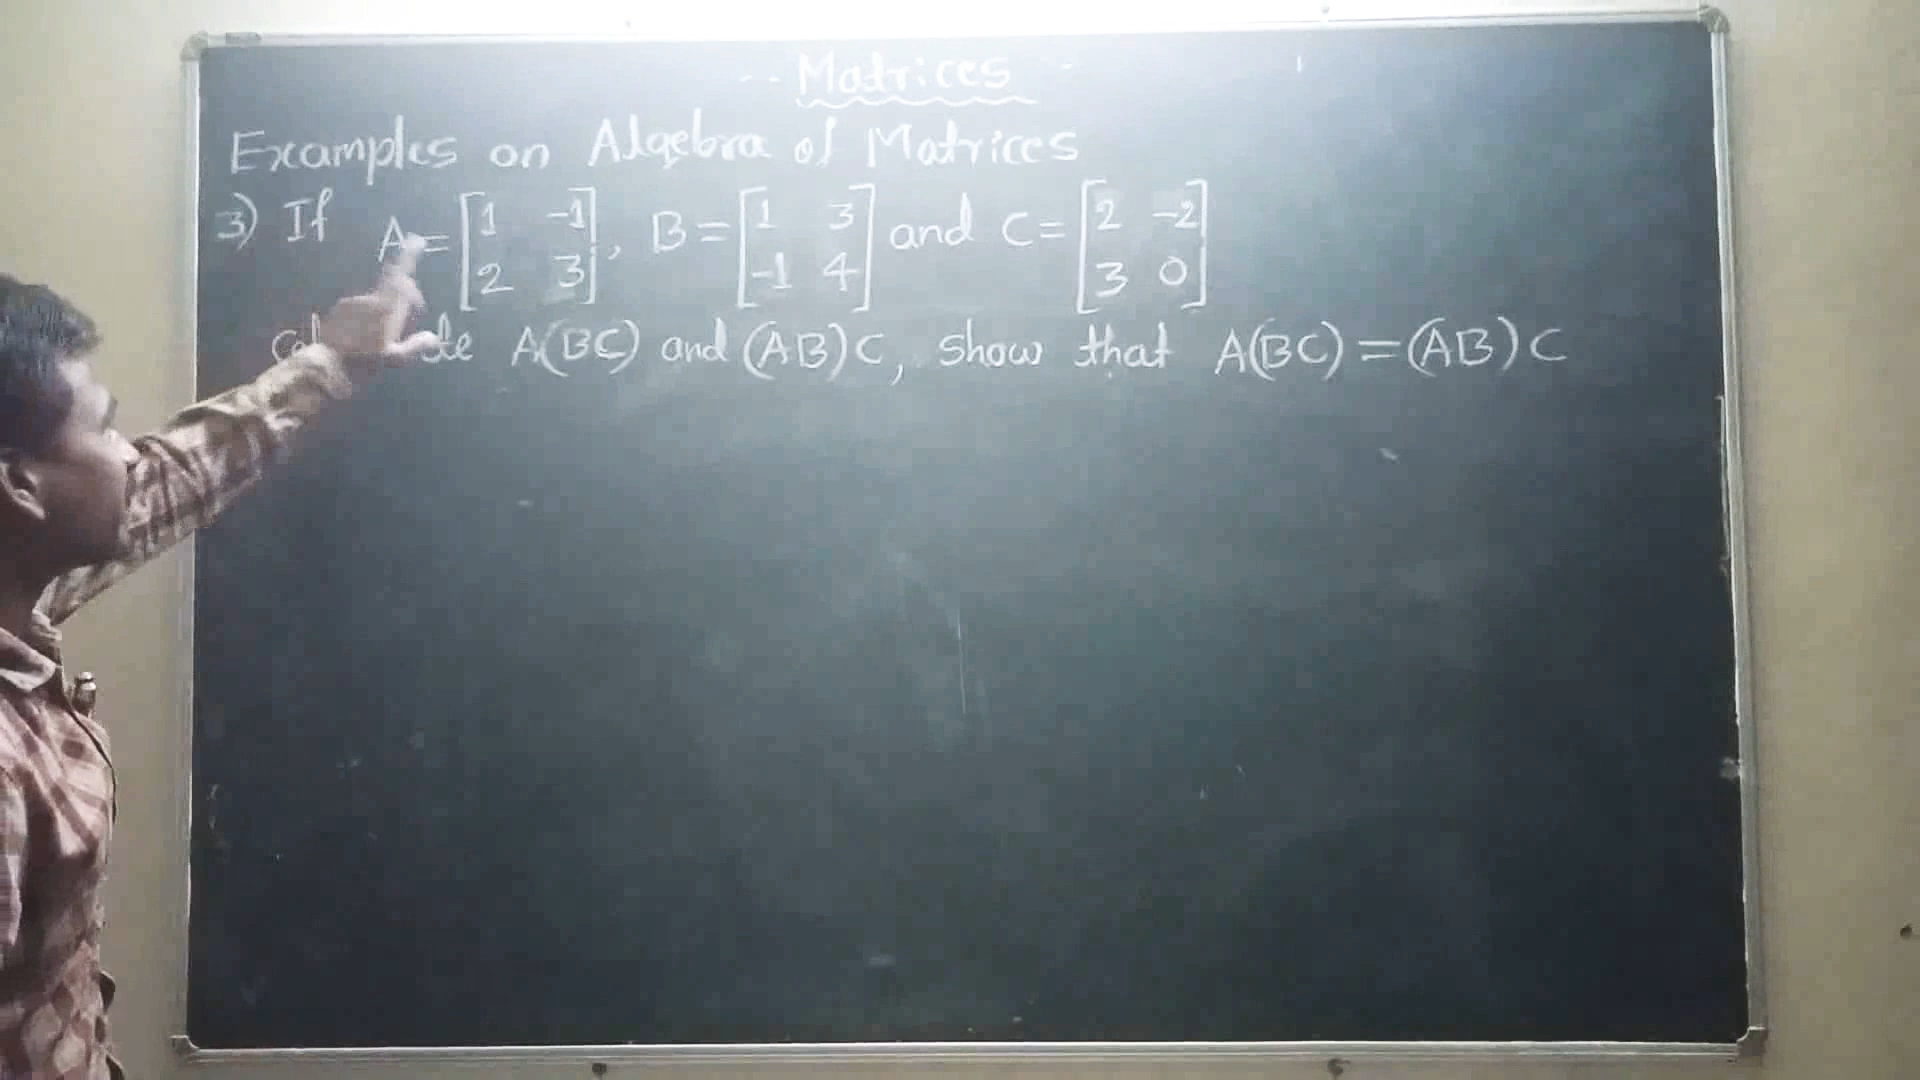 -- Matrices -
Examples on Algebra of Matrices
3) If A = [1 -1; 2 3], B = [1 3; -1 4] and C = [2 -2; 3 0]
A(BC) and (AB)C, show that A(BC) = (AB)C